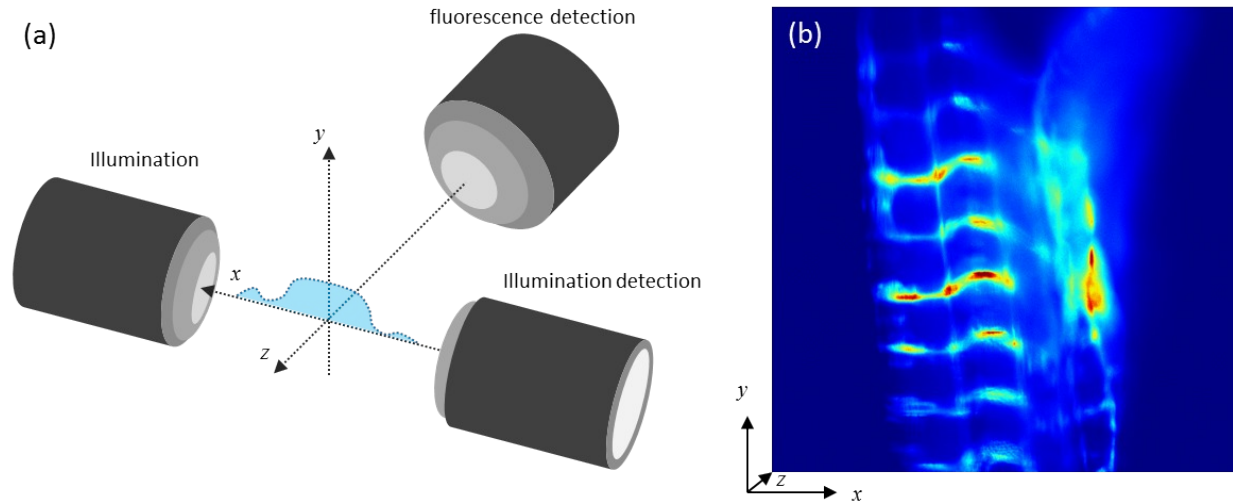 (a)
fluorescence detection
y
Illumination
x
Illumination detection
z
(b)
y
z
x